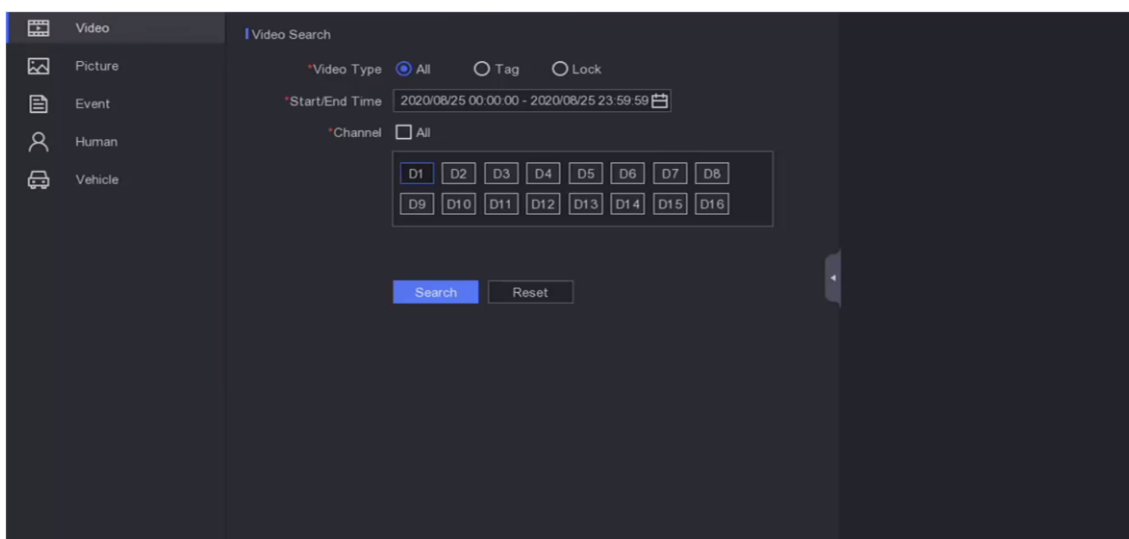 Video
Picture
Event
Human
Vehicle
Video Search
*Video Type All Tag Lock
*Start/End Time 2020/08/25 00:00:00 - 2020/08/25 23:59:59
*Channel All
D1 D2 D3 D4 D5 D6 D7 D8
D9 D10 D11 D12 D13 D14 D15 D16
Search Reset